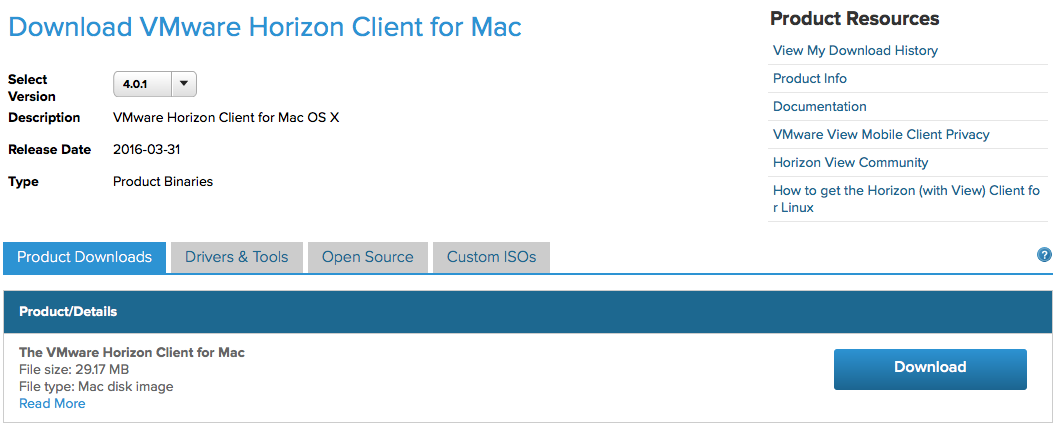 Download VMware Horizon Client for Mac
Select
Version
4.0.1
Description
VMware Horizon Client for Mac OS X
Release Date
2016-03-31
Type
Product Binaries
Product Resources
View My Download History
Product Info
Documentation
VMware View Mobile Client Privacy
Horizon View Community
How to get the Horizon (with View) Client fo
r Linux
Product Downloads
Drivers & Tools
Open Source
Custom ISOs
?
Product/Details
The VMware Horizon Client for Mac
File size: 29.17 MB
File type: Mac disk image
Read More
Download